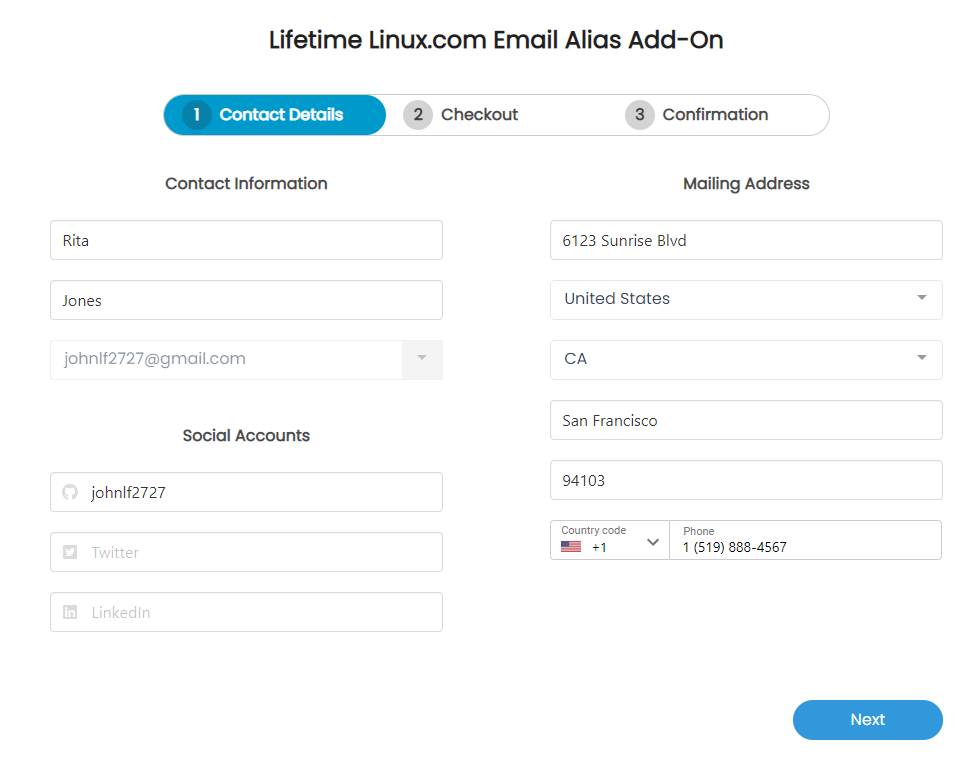 Lifetime Linux.com Email Alias Add-On
1 Contact Details 2 Checkout 3 Confirmation
Contact Information
Rita
Jones
johnlf2727@gmail.com
Social Accounts
johnlf2727
Twitter
LinkedIn
Mailing Address
6123 Sunrise Blvd
United States
CA
San Francisco
94103
Country code
+1
Phone
1 (519) 888-4567
Next